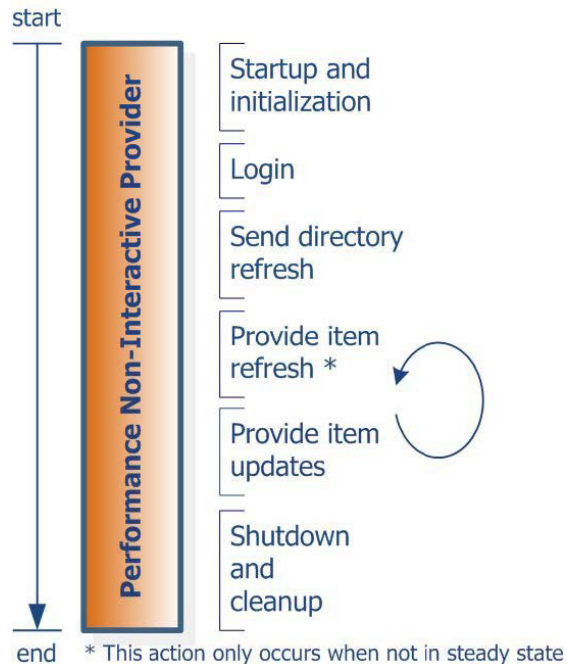 start
Performance Non-Interactive Provider
Startup and
initialization
Login
Send directory
refresh
Provide item
refresh *
Provide item
updates
Shutdown
and
cleanup
end
* This action only occurs when not in steady state